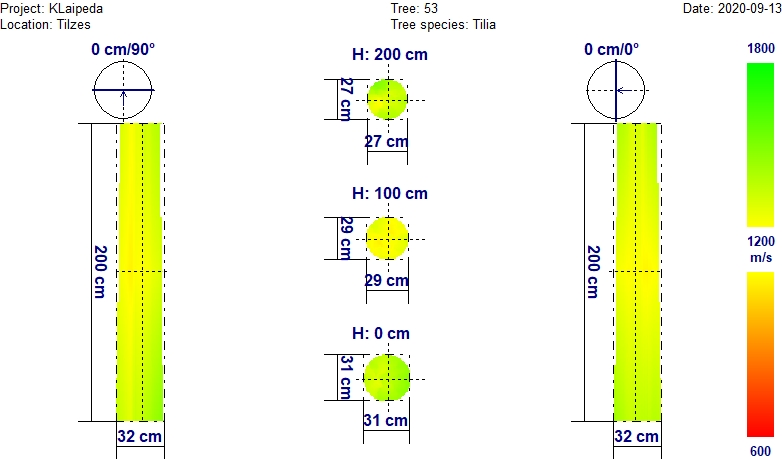 Project: KLaipeda
Tree: 53
Date: 2020-09-13
Location: Tilzes
Tree species: Tilia
0 cm/90°
H: 200 cm
0 cm/0°
1800
27 cm
27 cm
H: 100 cm
29 cm
29 cm
200 cm
200 cm
1200
m/s
H: 0 cm
31 cm
31 cm
32 cm
32 cm
600